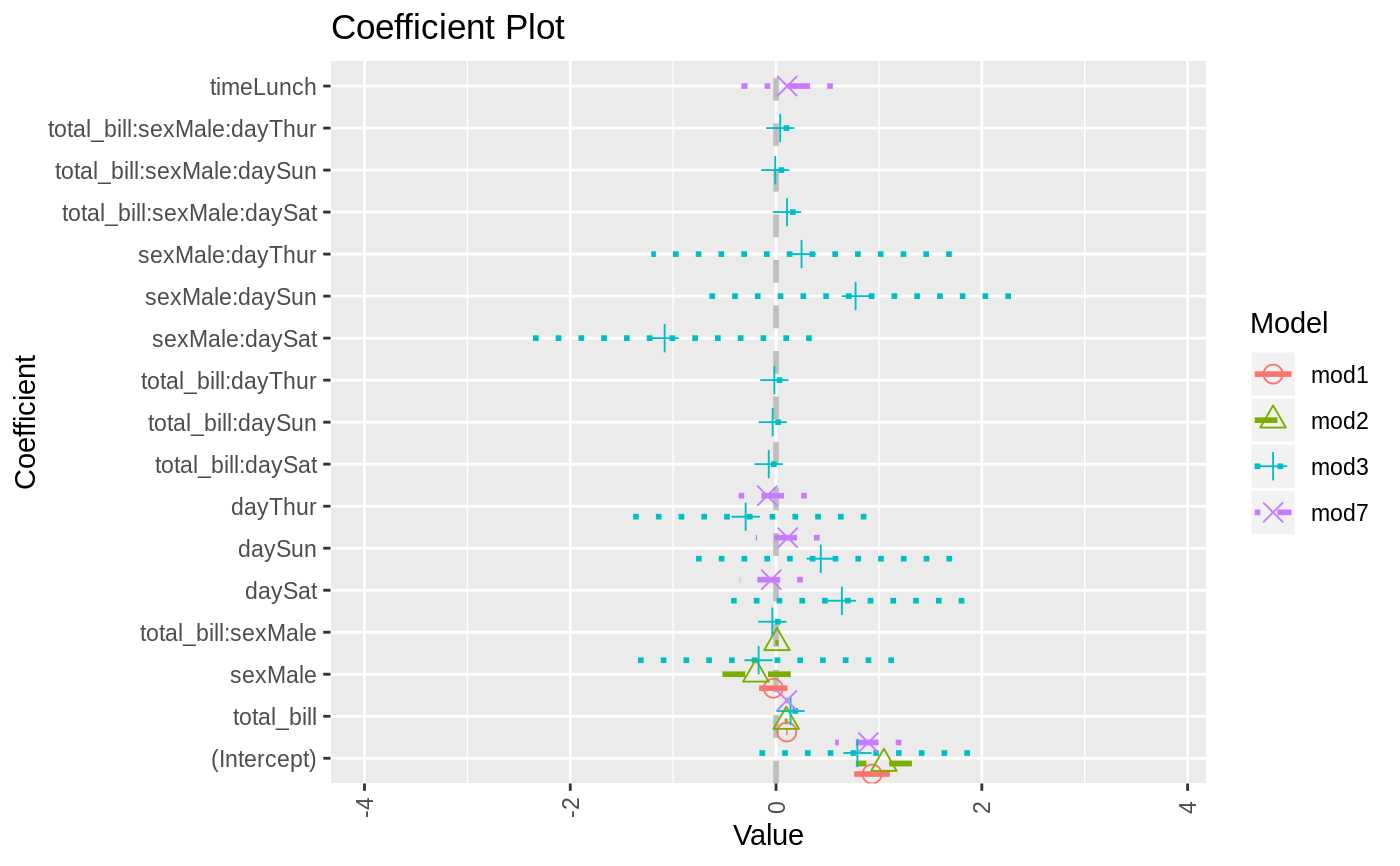 Coefficient Plot
timeLunch
total_bill:sexMale:dayThur
total_bill:sexMale:daySun
total_bill:sexMale:daySat
sexMale:dayThur
sexMale:daySun
sexMale:daySat
total_bill:dayThur
total_bill:daySun
total_bill:daySat
dayThur
daySun
daySat
total_bill:sexMale
sexMale
total_bill
(Intercept)
Coefficient
-4
-2
0
2
4
Value
Model
mod1
mod2
mod3
mod7